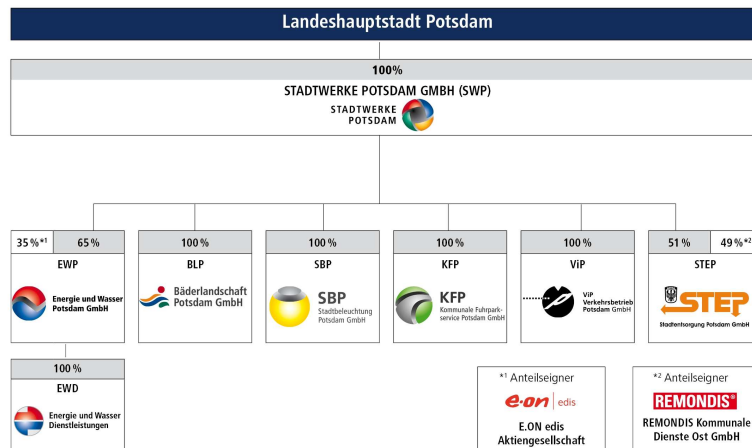 Landeshauptstadt Potsdam
100%
STADTWERKE POTSDAM GMBH (SWP)
STADTWERKE
POTSDAM
35 %*1 65 %
EWP
Energie und Wasser
Potsdam GmbH
100 %
BLP
Bäderlandschaft
Potsdam GmbH
100 %
SBP
SBP
Stadtbeleuchtung
Potsdam GmbH
100 %
KFP
KFP
Kommunale Fuhrpark-
service Potsdam GmbH
100 %
ViP
ViP
Verkehrsbetrieb
Potsdam GmbH
51 % 49 %*2
STEP
STEP
Stadtentsorgung Potsdam GmbH
100 %
EWD
Energie und Wasser
Dienstleistungen
*1 Anteilseigner
e·on | edis
E.ON edis
Aktiengesellschaft
*2 Anteilseigner
REMONDIS®
REMONDIS Kommunale
Dienste Ost GmbH